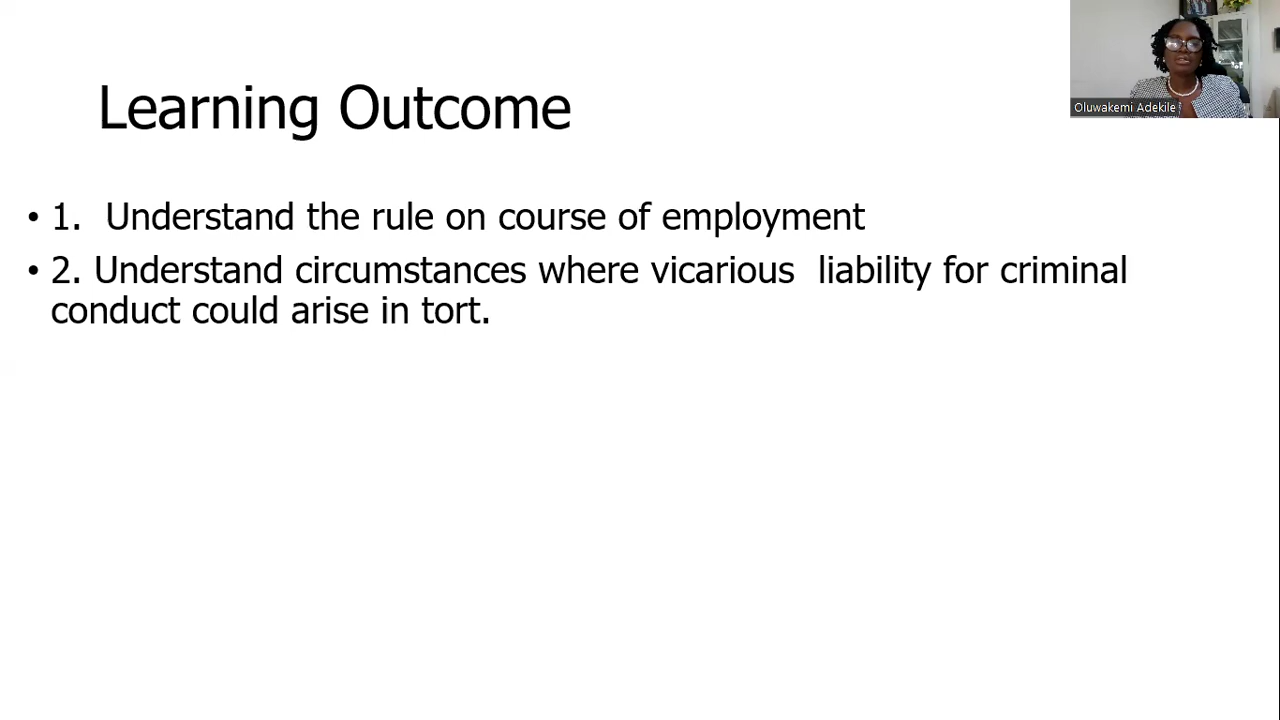 Learning Outcome
Oluwakemi Adekile
• 1.  Understand the rule on course of employment
• 2. Understand circumstances where vicarious  liability for criminal
conduct could arise in tort.